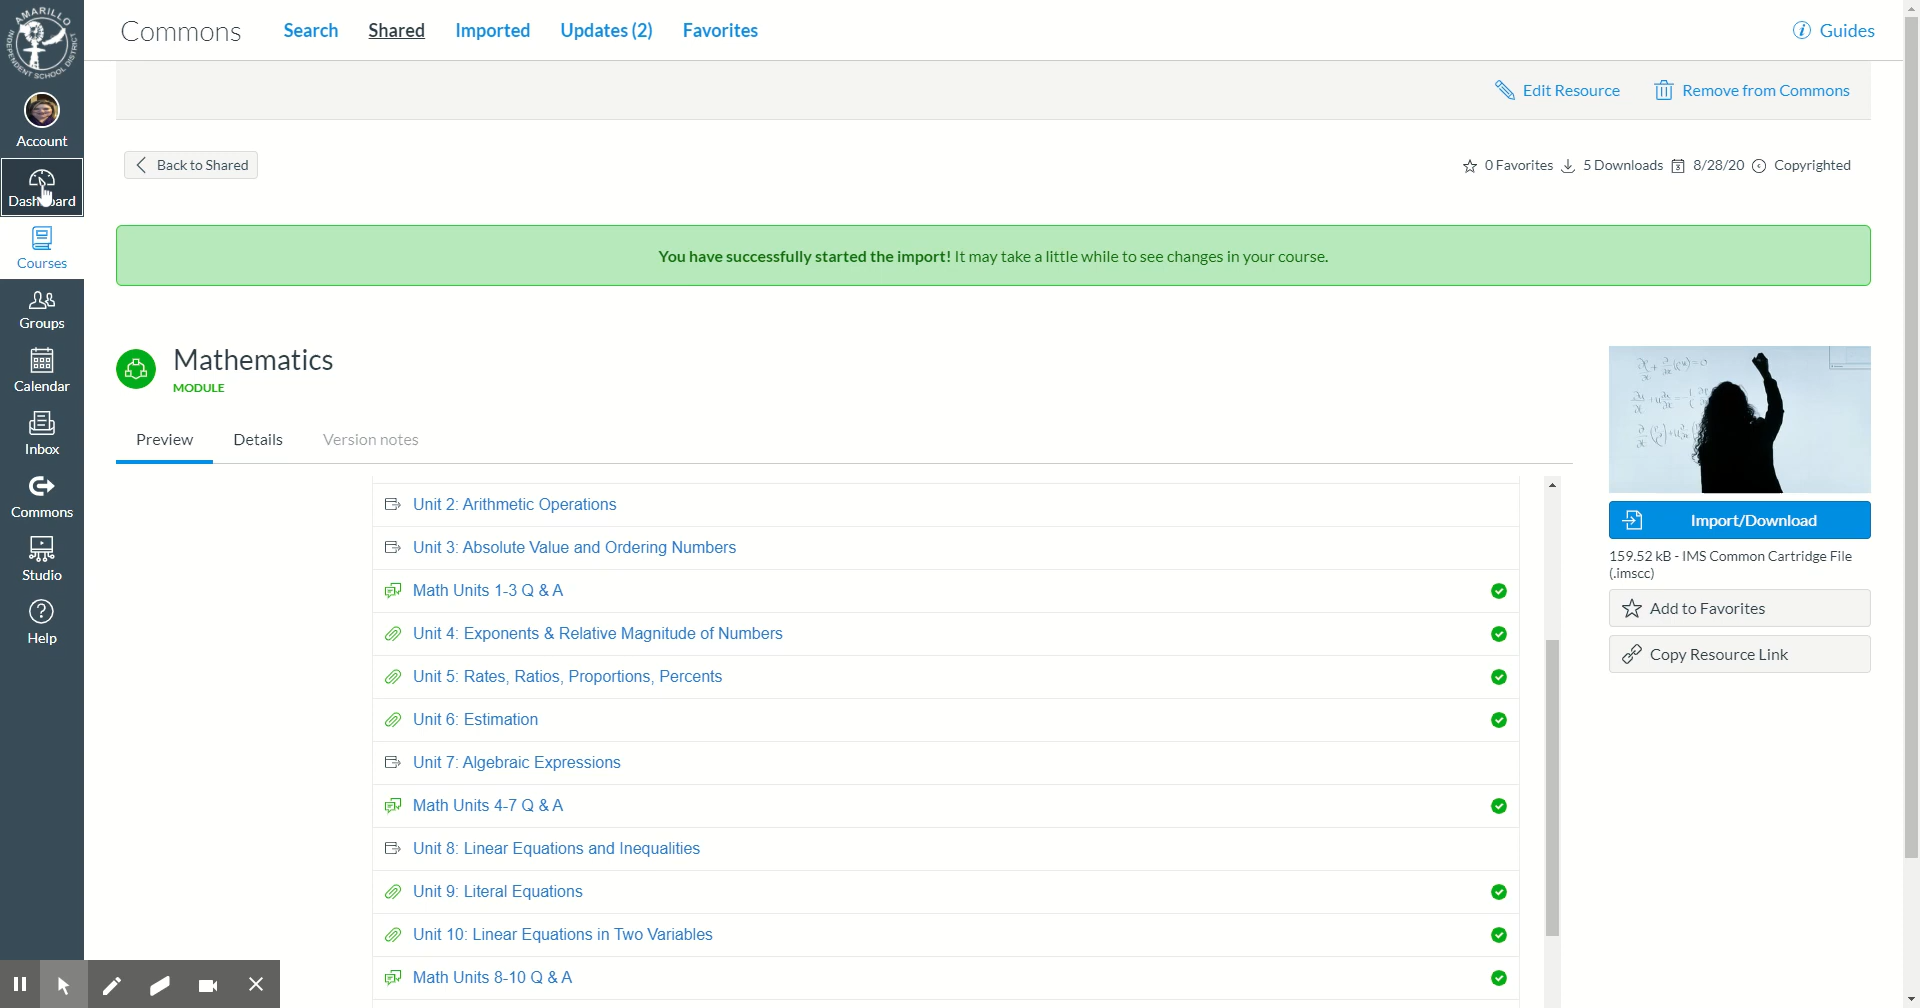 AMARILLO
INDEPENDENT SCHOOL DISTRICT
Commons
Search
Shared
Imported
Updates (2)
Favorites
Guides
Edit Resource
Remove from Commons
Account
Dashboard
Courses
Groups
Calendar
Inbox
Commons
Studio
Help
Back to Shared
0 Favorites
5 Downloads
8/28/20
Copyrighted
You have successfully started the import! It may take a little while to see changes in your course.
Mathematics
MODULE
Preview
Details
Version notes
Unit 2: Arithmetic Operations
Unit 3: Absolute Value and Ordering Numbers
Math Units 1-3 Q & A
Unit 4: Exponents & Relative Magnitude of Numbers
Unit 5: Rates, Ratios, Proportions, Percents
Unit 6: Estimation
Unit 7: Algebraic Expressions
Math Units 4-7 Q & A
Unit 8: Linear Equations and Inequalities
Unit 9: Literal Equations
Unit 10: Linear Equations in Two Variables
Math Units 8-10 Q & A
Import/Download
159.52 kB - IMS Common Cartridge File
(.imscc)
Add to Favorites
Copy Resource Link